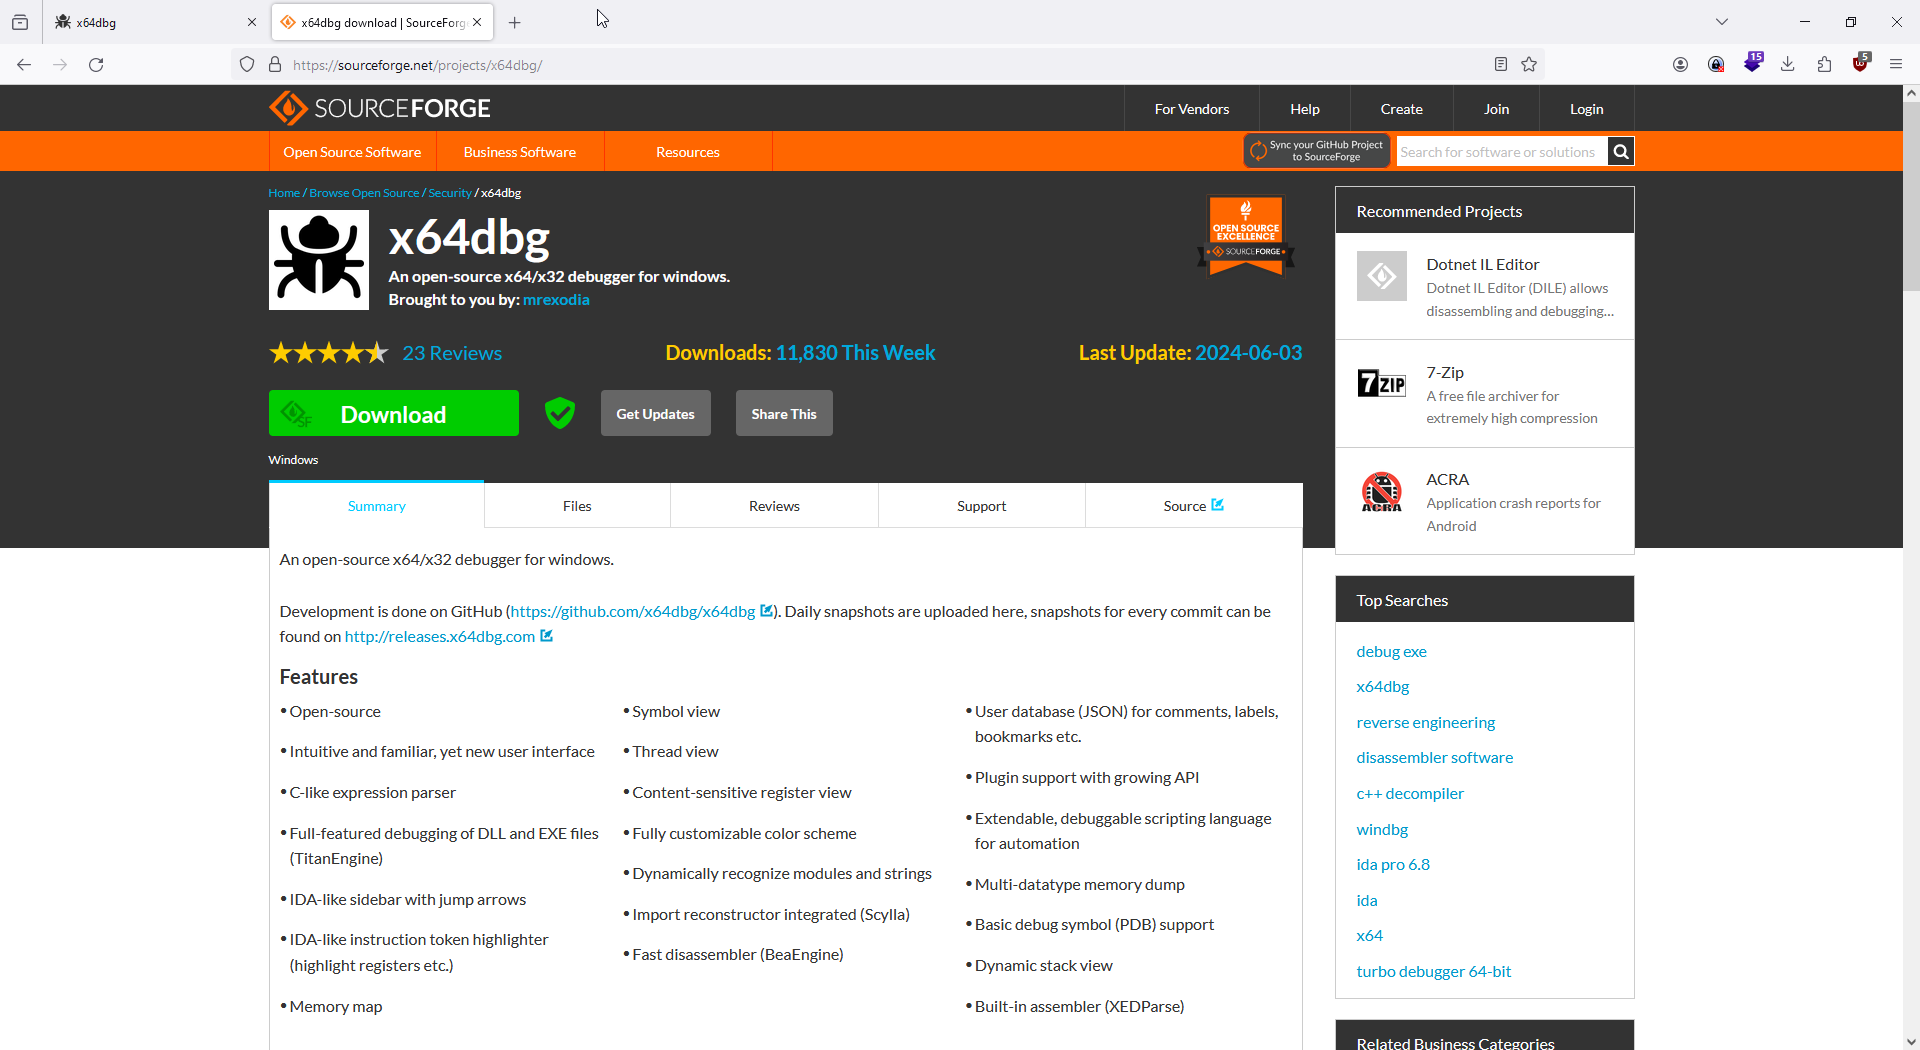 x64dbg
x64dbg download | SourceForg
https://sourceforge.net/projects/x64dbg/
15
5
SOURCEFORGE
For Vendors
Help
Create
Join
Login
Open Source Software
Business Software
Resources
Sync your GitHub Project
to SourceForge
Search for software or solutions
Home / Browse Open Source / Security / x64dbg
x64dbg
An open-source x64/x32 debugger for windows.
Brought to you by: mrexodia
OPEN SOURCE
EXCELLENCE
SOURCEFORGE
23 Reviews
Downloads: 11,830 This Week
Last Update: 2024-06-03
SF
Download
Get Updates
Share This
Windows
Summary
Files
Reviews
Support
Source
An open-source x64/x32 debugger for windows.
Development is done on GitHub (https://github.com/x64dbg/x64dbg ). Daily snapshots are uploaded here, snapshots for every commit can be
found on http://releases.x64dbg.com
Features
• Open-source
• Intuitive and familiar, yet new user interface
• C-like expression parser
• Full-featured debugging of DLL and EXE files
(TitanEngine)
• IDA-like sidebar with jump arrows
• IDA-like instruction token highlighter
(highlight registers etc.)
• Memory map
• Symbol view
• Thread view
• Content-sensitive register view
• Fully customizable color scheme
• Dynamically recognize modules and strings
• Import reconstructor integrated (Scylla)
• Fast disassembler (BeaEngine)
• User database (JSON) for comments, labels,
bookmarks etc.
• Plugin support with growing API
• Extendable, debuggable scripting language
for automation
• Multi-datatype memory dump
• Basic debug symbol (PDB) support
• Dynamic stack view
• Built-in assembler (XEDParse)
Recommended Projects
Dotnet IL Editor
Dotnet IL Editor (DILE) allows
disassembling and debugging...
7ZIP
7-Zip
A free file archiver for
extremely high compression
ACRA
ACRA
Application crash reports for
Android
Top Searches
debug exe
x64dbg
reverse engineering
disassembler software
c++ decompiler
windbg
ida pro 6.8
ida
x64
turbo debugger 64-bit
Related Business Categories